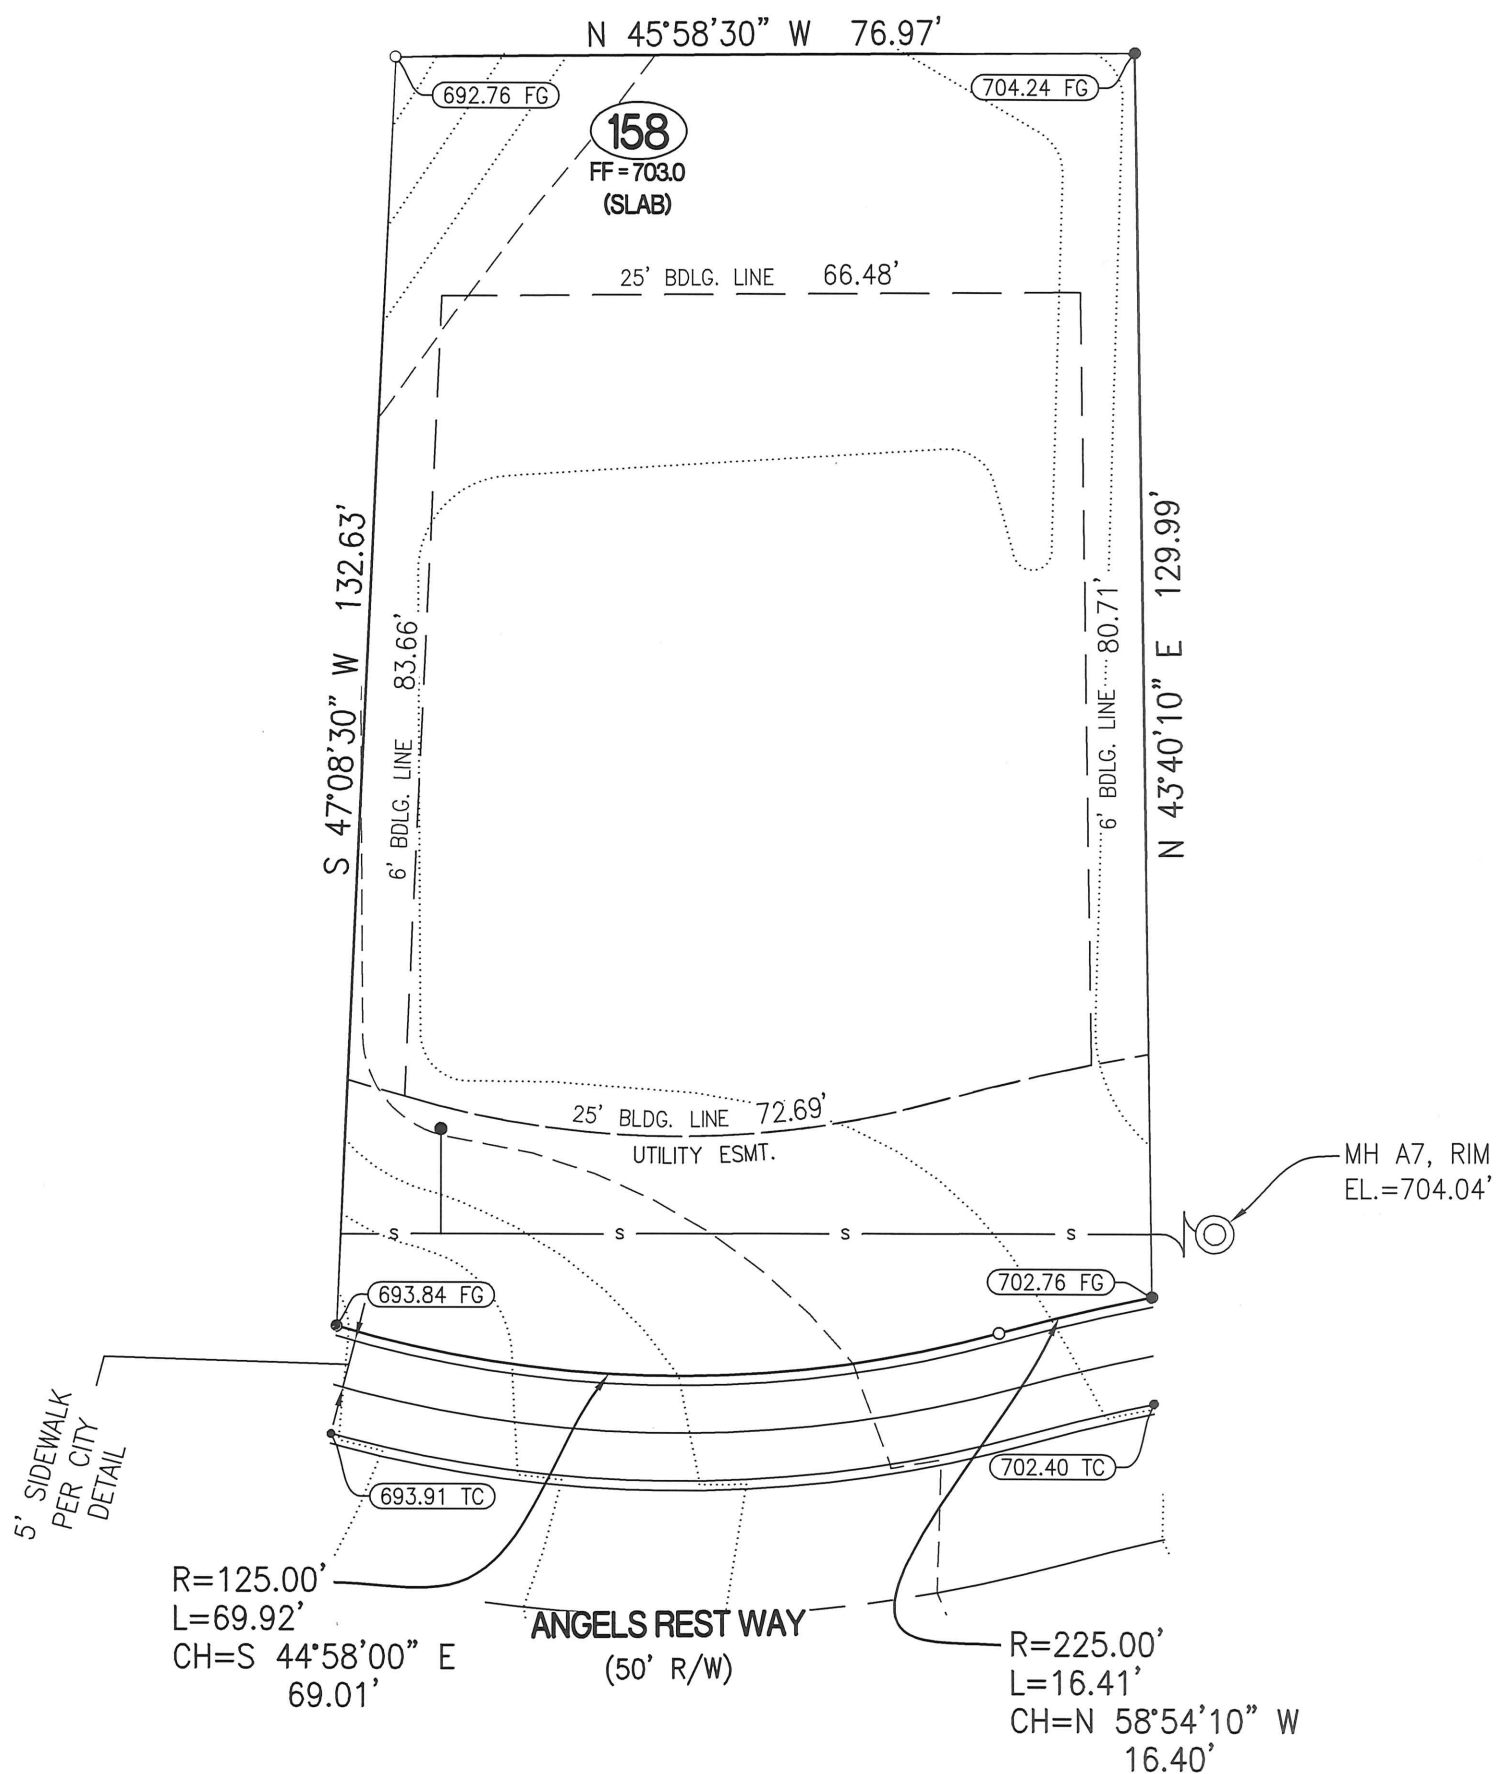 N 45°58'30" W 76.97'
692.76 FG
704.24 FG
158
FF = 703.0
(SLAB)
25' BDLG. LINE 66.48'
S 47°08'30" W 132.63'
6' BDLG. LINE 83.66'
6' BDLG. LINE 80.71'
N 43°40'10" E 129.99'
25' BLDG. LINE 72.69'
UTILITY ESMT.
MH A7, RIM
EL.=704.04'
S S S S
693.84 FG
702.76 FG
5' SIDEWALK
PER CITY
DETAIL
693.91 TC
702.40 TC
R=125.00'
L=69.92'
CH=S 44°58'00" E
69.01'
ANGELS REST WAY
(50' R/W)
R=225.00'
L=16.41'
CH=N 58°54'10" W
16.40'